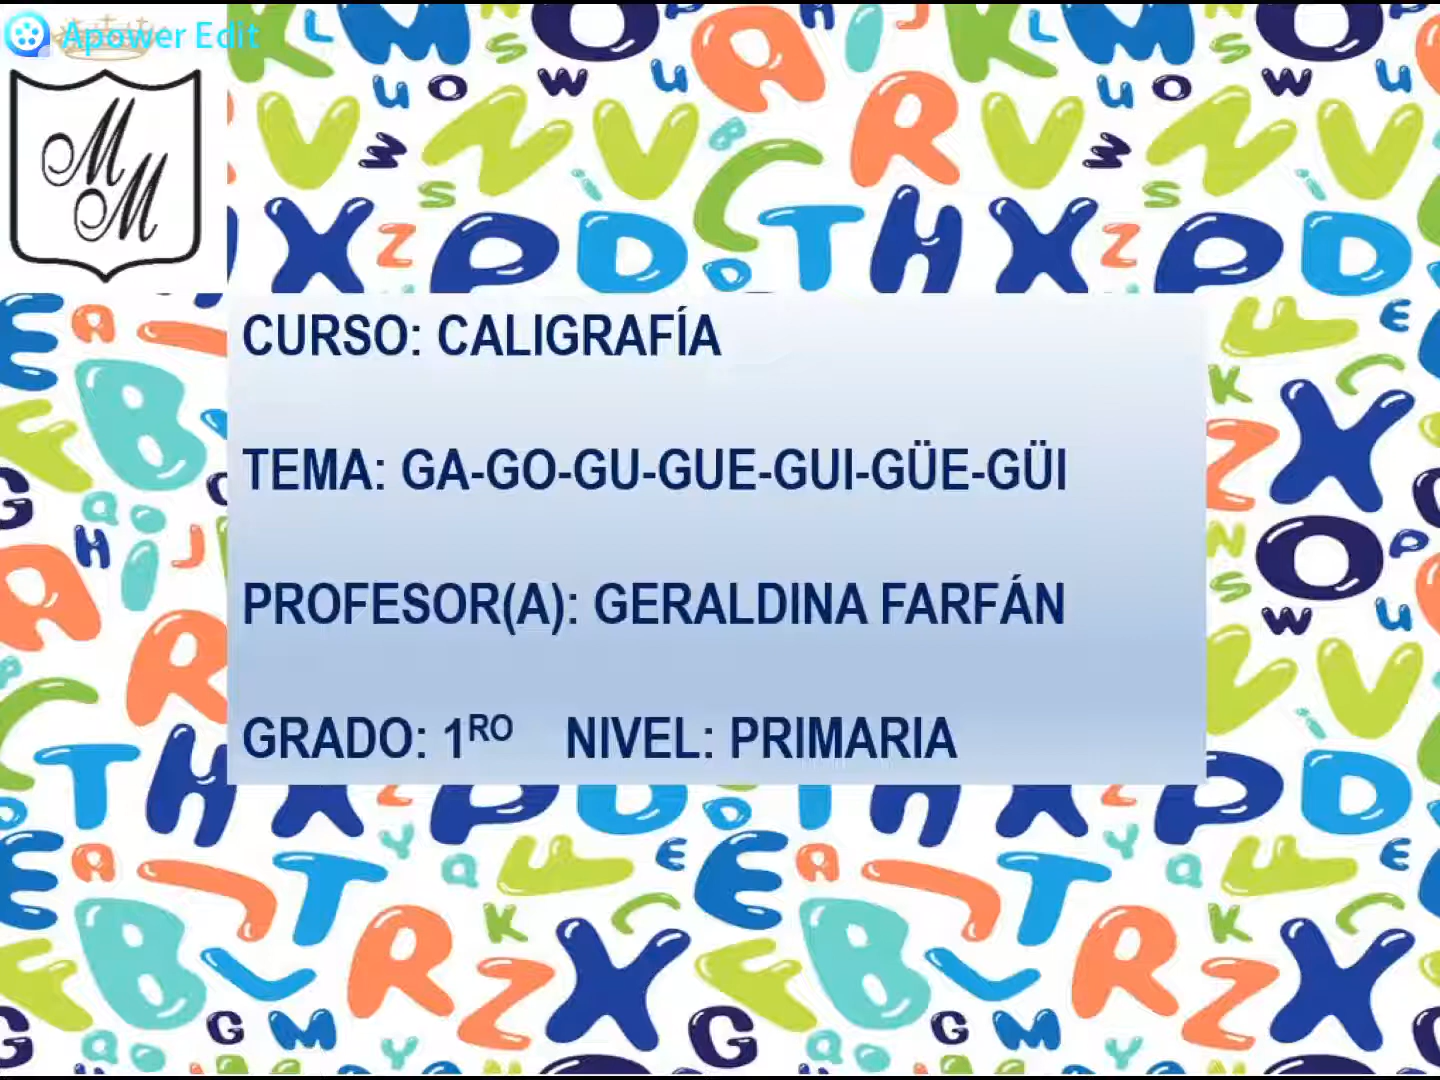 Apower Edit
M
M
CURSO: CALIGRAFÍA
TEMA: GA-GO-GU-GUE-GUI-GÜE-GÜI
PROFESOR(A): GERALDINA FARFÁN
GRADO: 1RO NIVEL: PRIMARIA